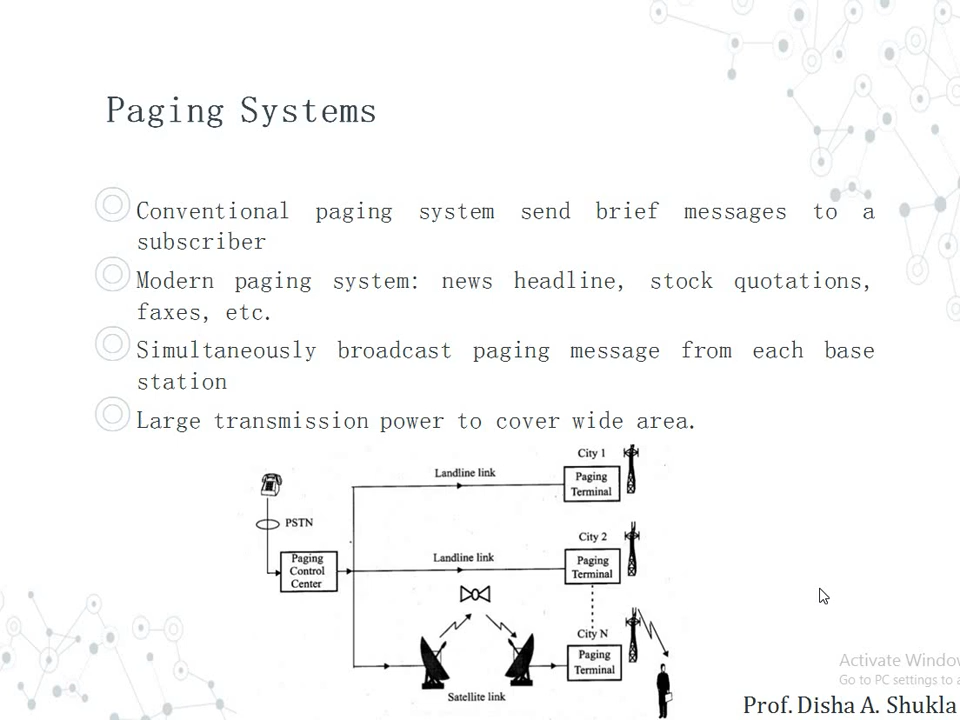 Paging Systems
Conventional paging system send brief messages to a
subscriber
Modern paging system: news headline, stock quotations,
faxes, etc.
Simultaneously broadcast paging message from each base
station
Large transmission power to cover wide area.
City 1
Landline link
Paging
Terminal
PSTN
City 2
Paging
Control
Center
Landline link
Paging
Terminal
City N
Paging
Terminal
Satellite link
Activate Window
Go to PC settings to a
Prof. Disha A. Shukla